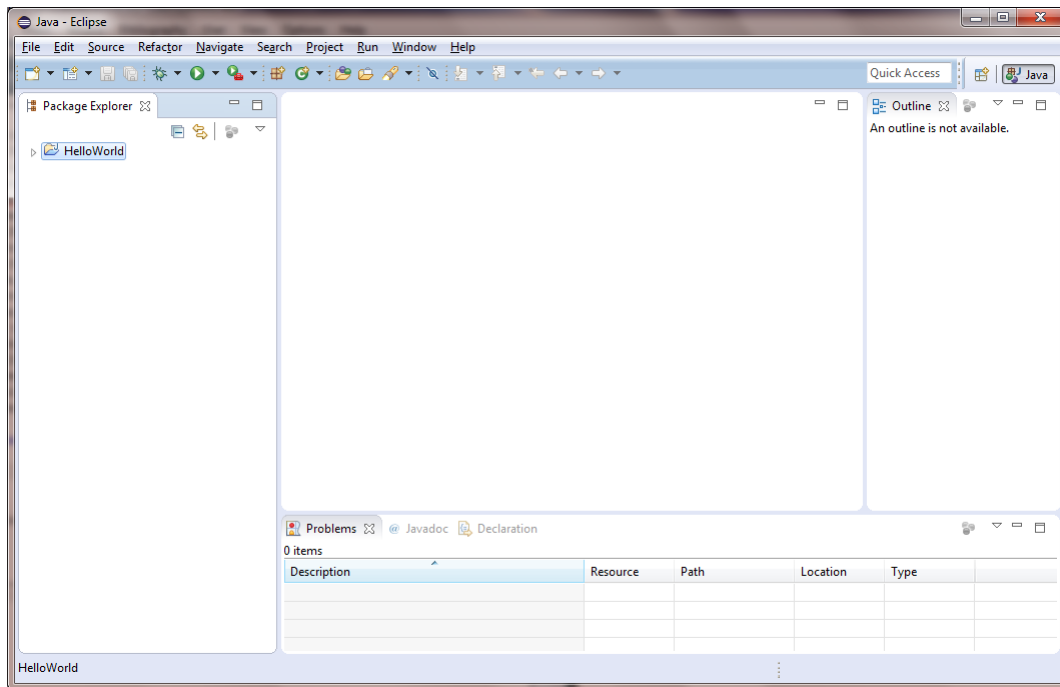 Java - Eclipse
File Edit Source Refactor Navigate Search Project Run Window Help
Quick Access
Java
Package Explorer
HelloWorld
Outline
An outline is not available.
Problems @ Javadoc Declaration
0 items
Description Resource Path Location Type
HelloWorld